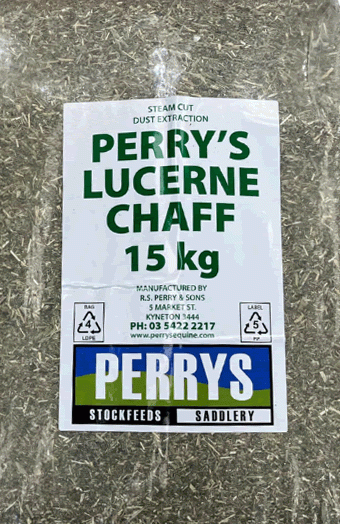 STEAM CUT
DUST EXTRACTION
PERRY'S
LUCERNE
CHAFF
15 kg
MANUFACTURED BY
R.S. PERRY & SONS
5 MARKET ST.
KYNETON 3444
PH: 03 5422 2217
www.perrysequine.com
BAG
4
LDPE
LABEL
5
PP
PERRYS
STOCKFEEDS SADDLERY